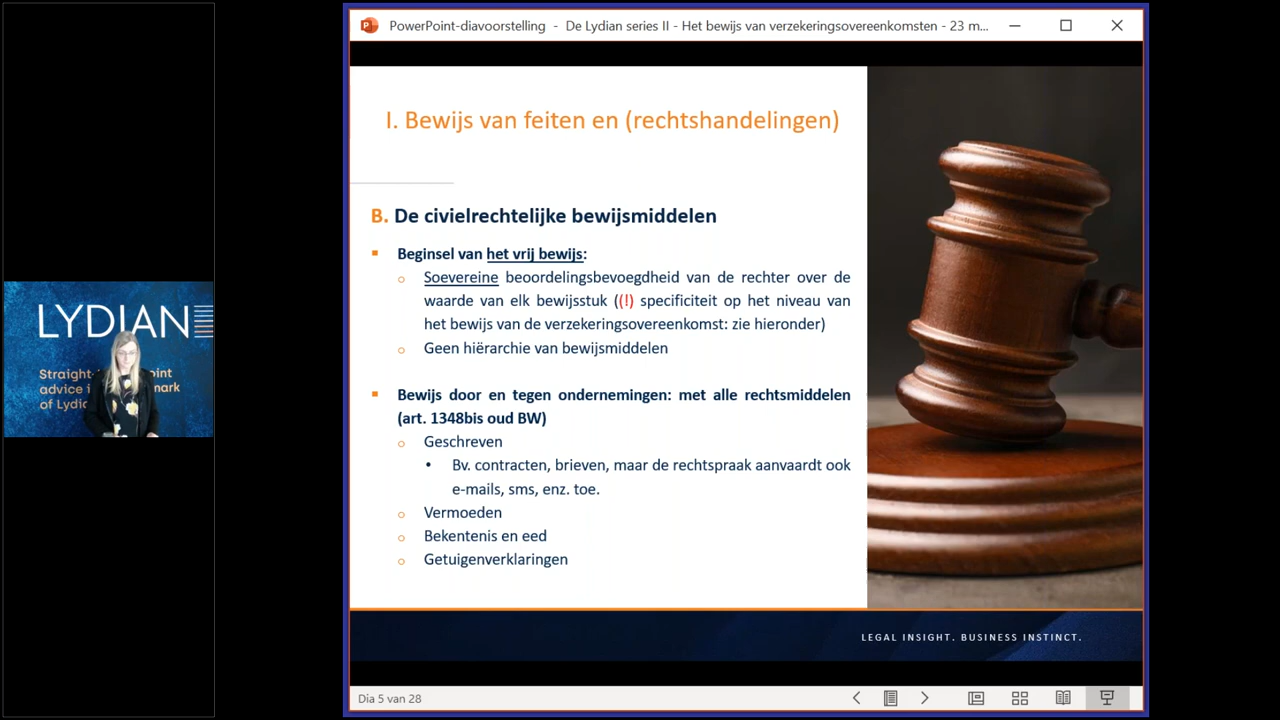 PowerPoint-diavoorstelling - De Lydian series II - Het bewijs van verzekeringsovereenkomsten - 23 m...
I. Bewijs van feiten en (rechtshandelingen)
B. De civielrechtelijke bewijsmiddelen
▪ Beginsel van het vrij bewijs:
o Soevereine beoordelingsbevoegdheid van de rechter over de
waarde van elk bewijsstuk ((!) specificiteit op het niveau van
het bewijs van de verzekeringsovereenkomst: zie hieronder)
o Geen hiërarchie van bewijsmiddelen
▪ Bewijs door en tegen ondernemingen: met alle rechtsmiddelen
(art. 1348bis oud BW)
o Geschreven
• Bv. contracten, brieven, maar de rechtspraak aanvaardt ook
e-mails, sms, enz. toe.
o Vermoeden
o Bekentenis en eed
o Getuigenverklaringen
LEGAL INSIGHT. BUSINESS INSTINCT.
Dia 5 van 28
LYDIAN
Straight- point
advice i mark
of Lydia